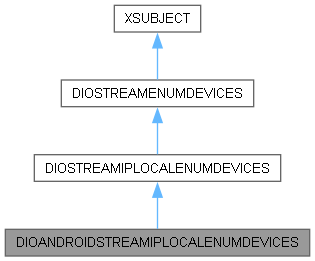 XSUBJECT
DIOSTREAMENUMDEVICES
DIOSTREAMIPLOCALENUMDEVICES
DIOANDROIDSTREAMIPLOCALENUMDEVICES